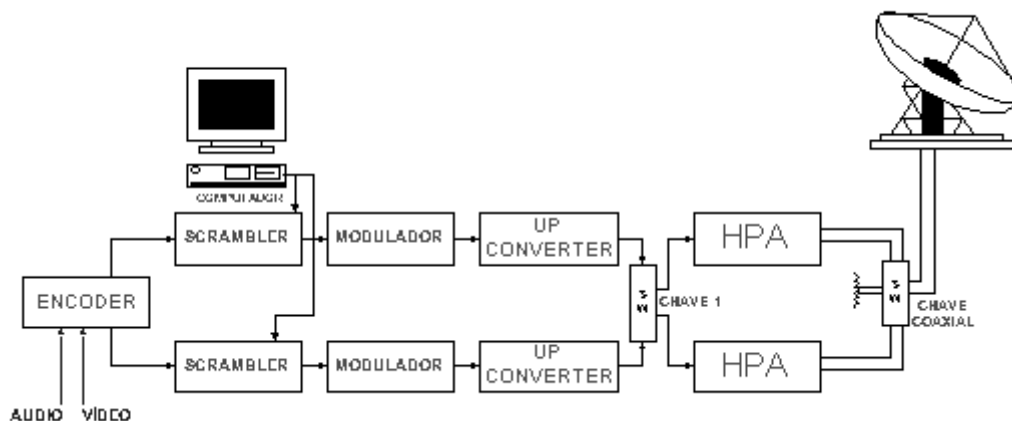 COMPUTADOR
SCRAMBLER
MODULADOR
UP
CONVERTER
HPA
ENCODER
CHAVE 1
CHAVE
COAXIAL
SCRAMBLER
MODULADOR
UP
CONVERTER
HPA
AUDIO
VÍDEO